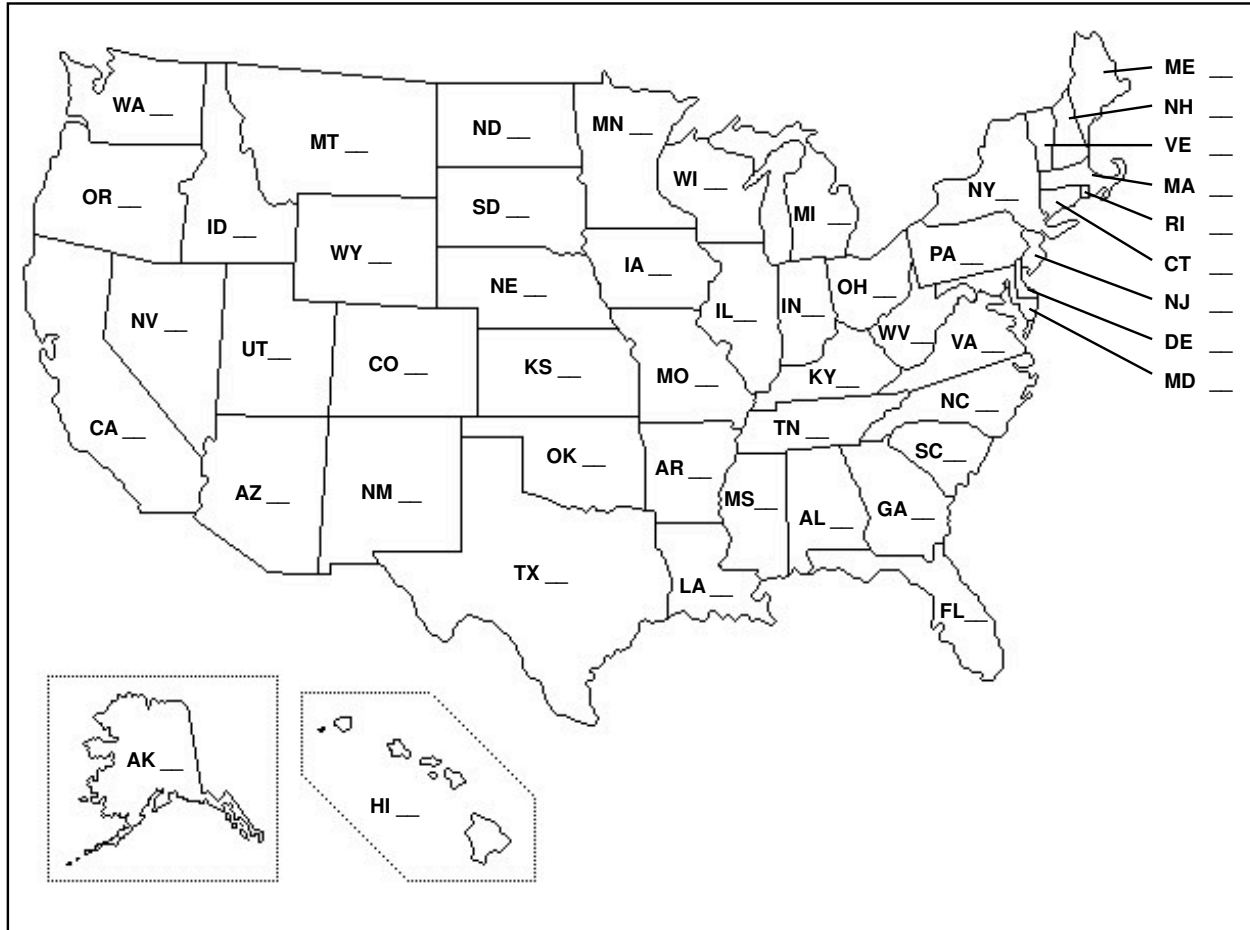 ME __
WA __
NH __
ND __
MN __
MT __
VE __
WI __
MA __
OR __
NY__
SD __
MI __
RI __
ID __
WY __
PA __
IA __
CT __
NE __
OH__
NJ __
IL__
IN__
NV __
WV__
DE __
VA __
UT__
CO __
KS __
MO __
KY__
MD __
NC __
CA __
TN __
SC__
OK __
AR __
AZ __
NM __
MS__
AL __
GA __
TX __
LA __
FL__
AK __
HI __